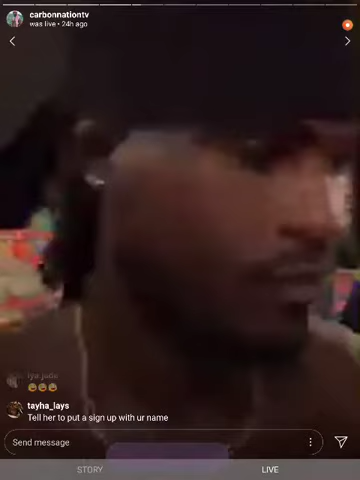 carbonnationtv
was live • 24h ago
tayha_lays
Tell her to put a sign up with ur name
Send message
STORY
LIVE